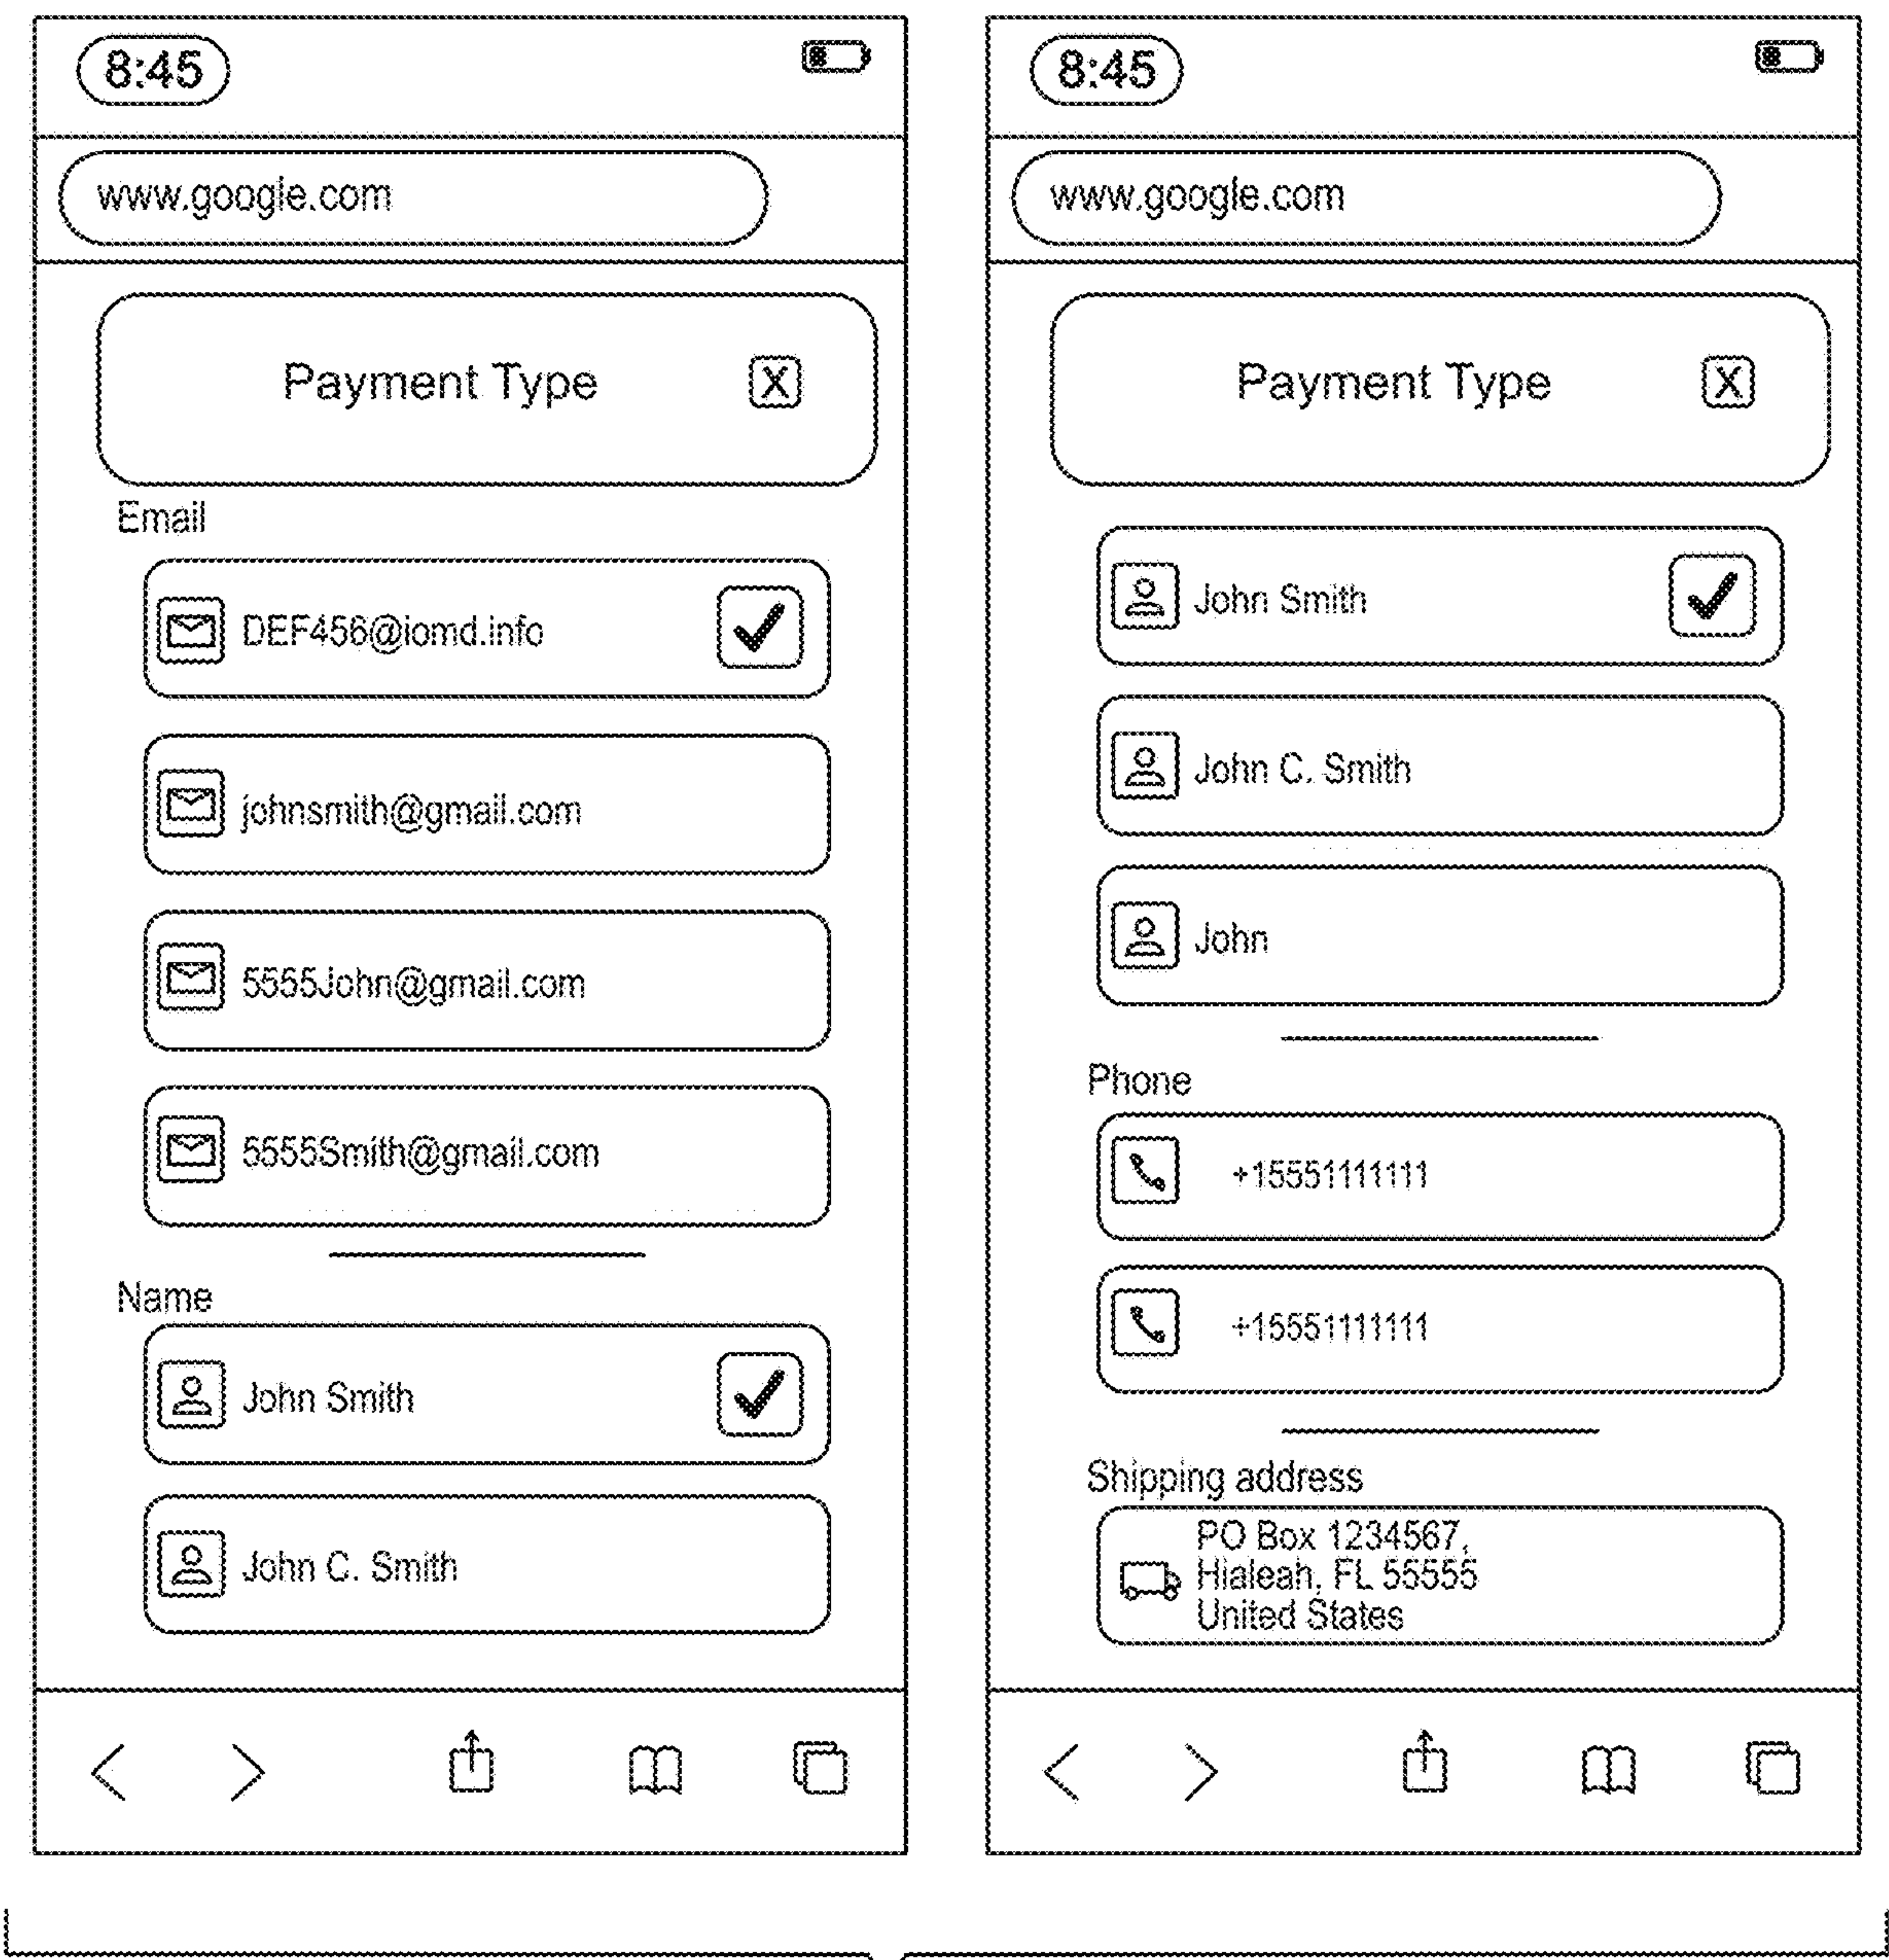 8:45
www.google.com
Payment Type
X
Email
DEF456@iomd.info
johnsmith@gmail.com
5555John@gmail.com
5555Smith@gmail.com
Name
John Smith
John C. Smith
8:45
www.google.com
Payment Type
X
John Smith
John C. Smith
John
Phone
+15551111111
+15551111111
Shipping address
PO Box 1234567,
Hialeah, FL 55555
United States